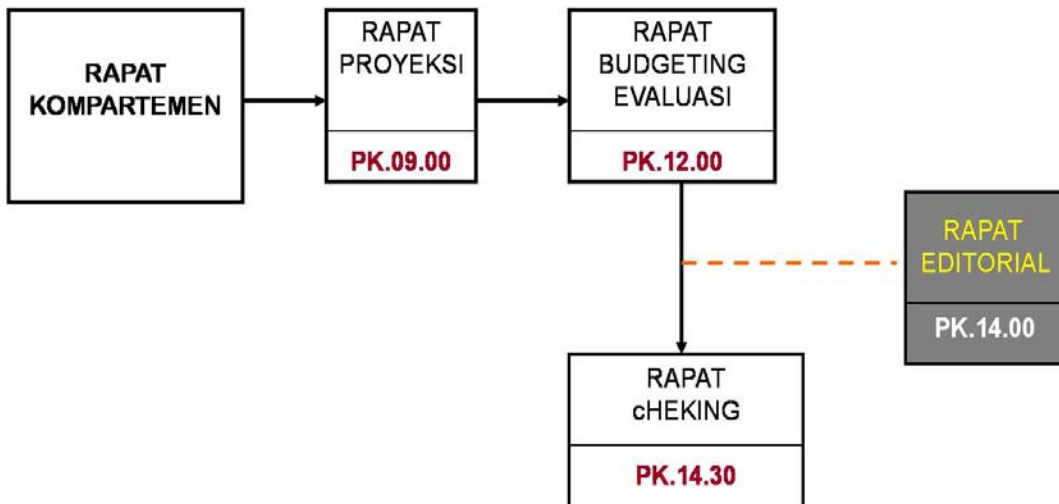 RAPAT
KOMPARTEMEN
RAPAT
PROYEKSI
PK.09.00
RAPAT
BUDGETING
EVALUASI
PK.12.00
RAPAT
EDITORIAL
PK.14.00
RAPAT
cHEKING
PK.14.30